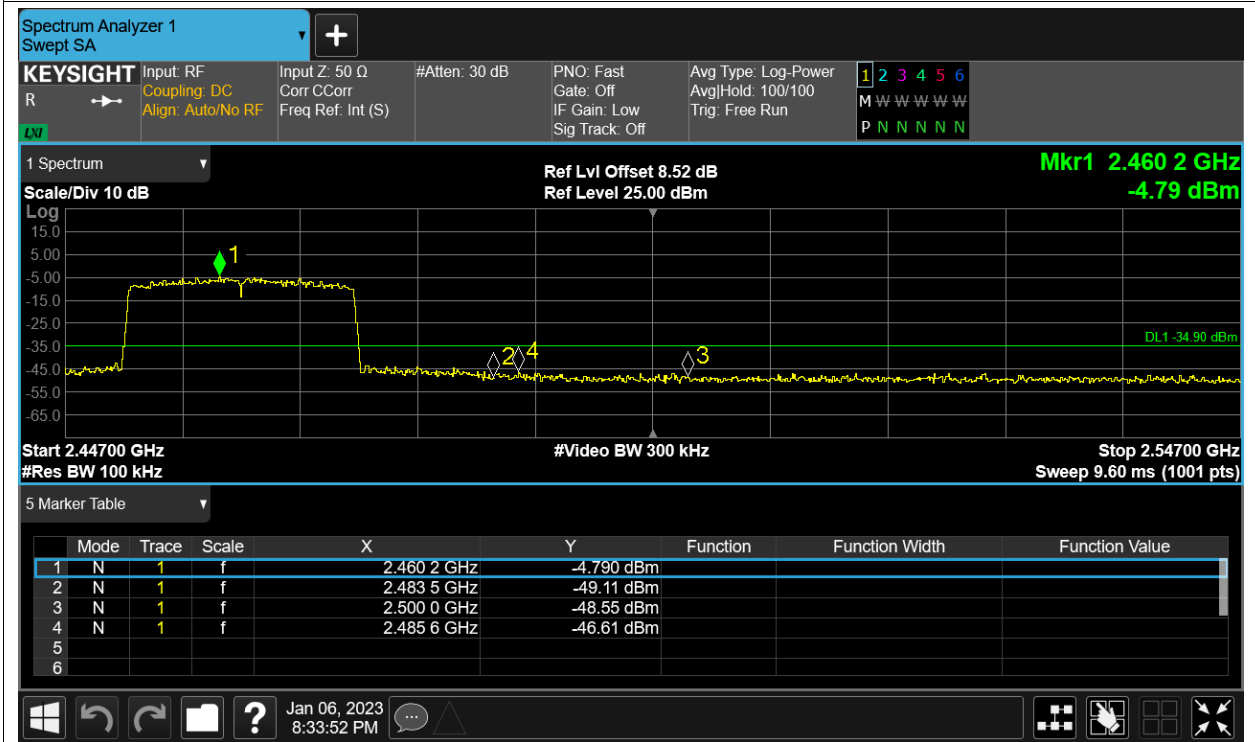 Spectrum Analyzer 1
Swept SA
+
KEYSIGHT
R
LXI
Input: RF
Coupling: DC
Align: Auto/No RF
Input Z: 50 Ω
Corr CCorr
Freq Ref: Int (S)
#Atten: 30 dB
PNO: Fast
Gate: Off
IF Gain: Low
Sig Track: Off
Avg Type: Log-Power
Avg|Hold: 100/100
Trig: Free Run
1 2 3 4 5 6
M W W W W W
P N N N N N
1 Spectrum
Scale/Div 10 dB
Ref Lvl Offset 8.52 dB
Ref Level 25.00 dBm
Mkr1 2.460 2 GHz
-4.79 dBm
Log
15.0
5.00
-5.00
-15.0
-25.0
-35.0
-45.0
-55.0
-65.0
1
2
4
3
DL1 -34.90 dBm
Start 2.44700 GHz
#Video BW 300 kHz
Stop 2.54700 GHz
#Res BW 100 kHz
Sweep 9.60 ms (1001 pts)
5 Marker Table
Mode Trace Scale X Y Function Function Width Function Value
1 N 1 f 2.460 2 GHz -4.790 dBm
2 N 1 f 2.483 5 GHz -49.11 dBm
3 N 1 f 2.500 0 GHz -48.55 dBm
4 N 1 f 2.485 6 GHz -46.61 dBm
5
6
?
Jan 06, 2023
8:33:52 PM